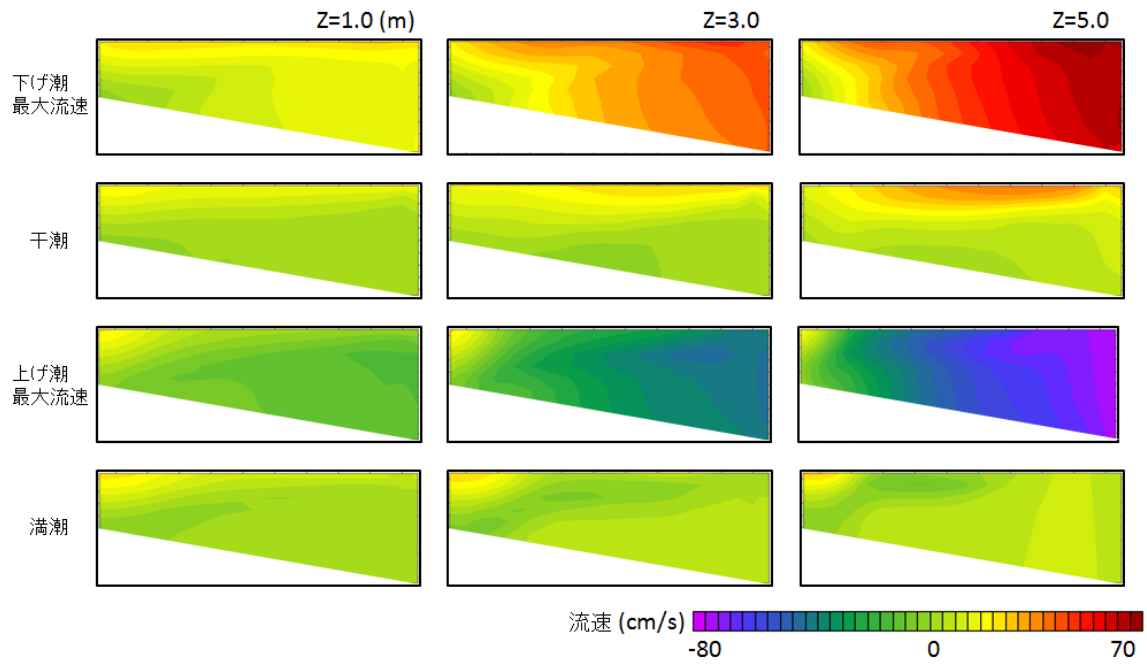 Z=1.0 (m)
Z=3.0
Z=5.0
下げ潮
最大流速
干潮
上げ潮
最大流速
満潮
流速 (cm/s)
-80
0
70